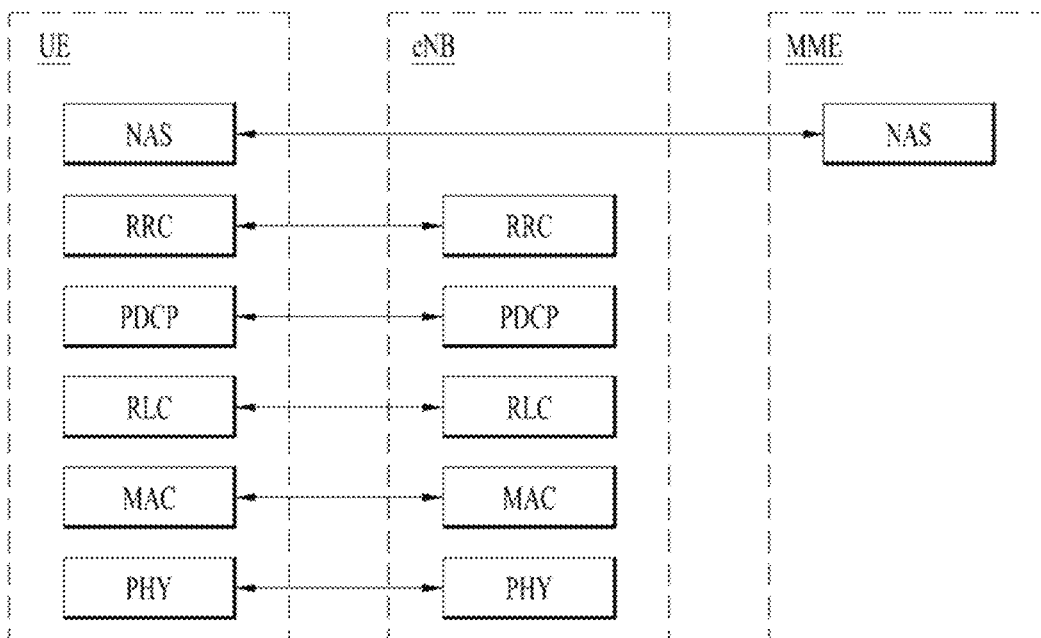 UE eNB MME
NAS NAS
RRC RRC
PDCP PDCP
RLC RLC
MAC MAC
PHY PHY